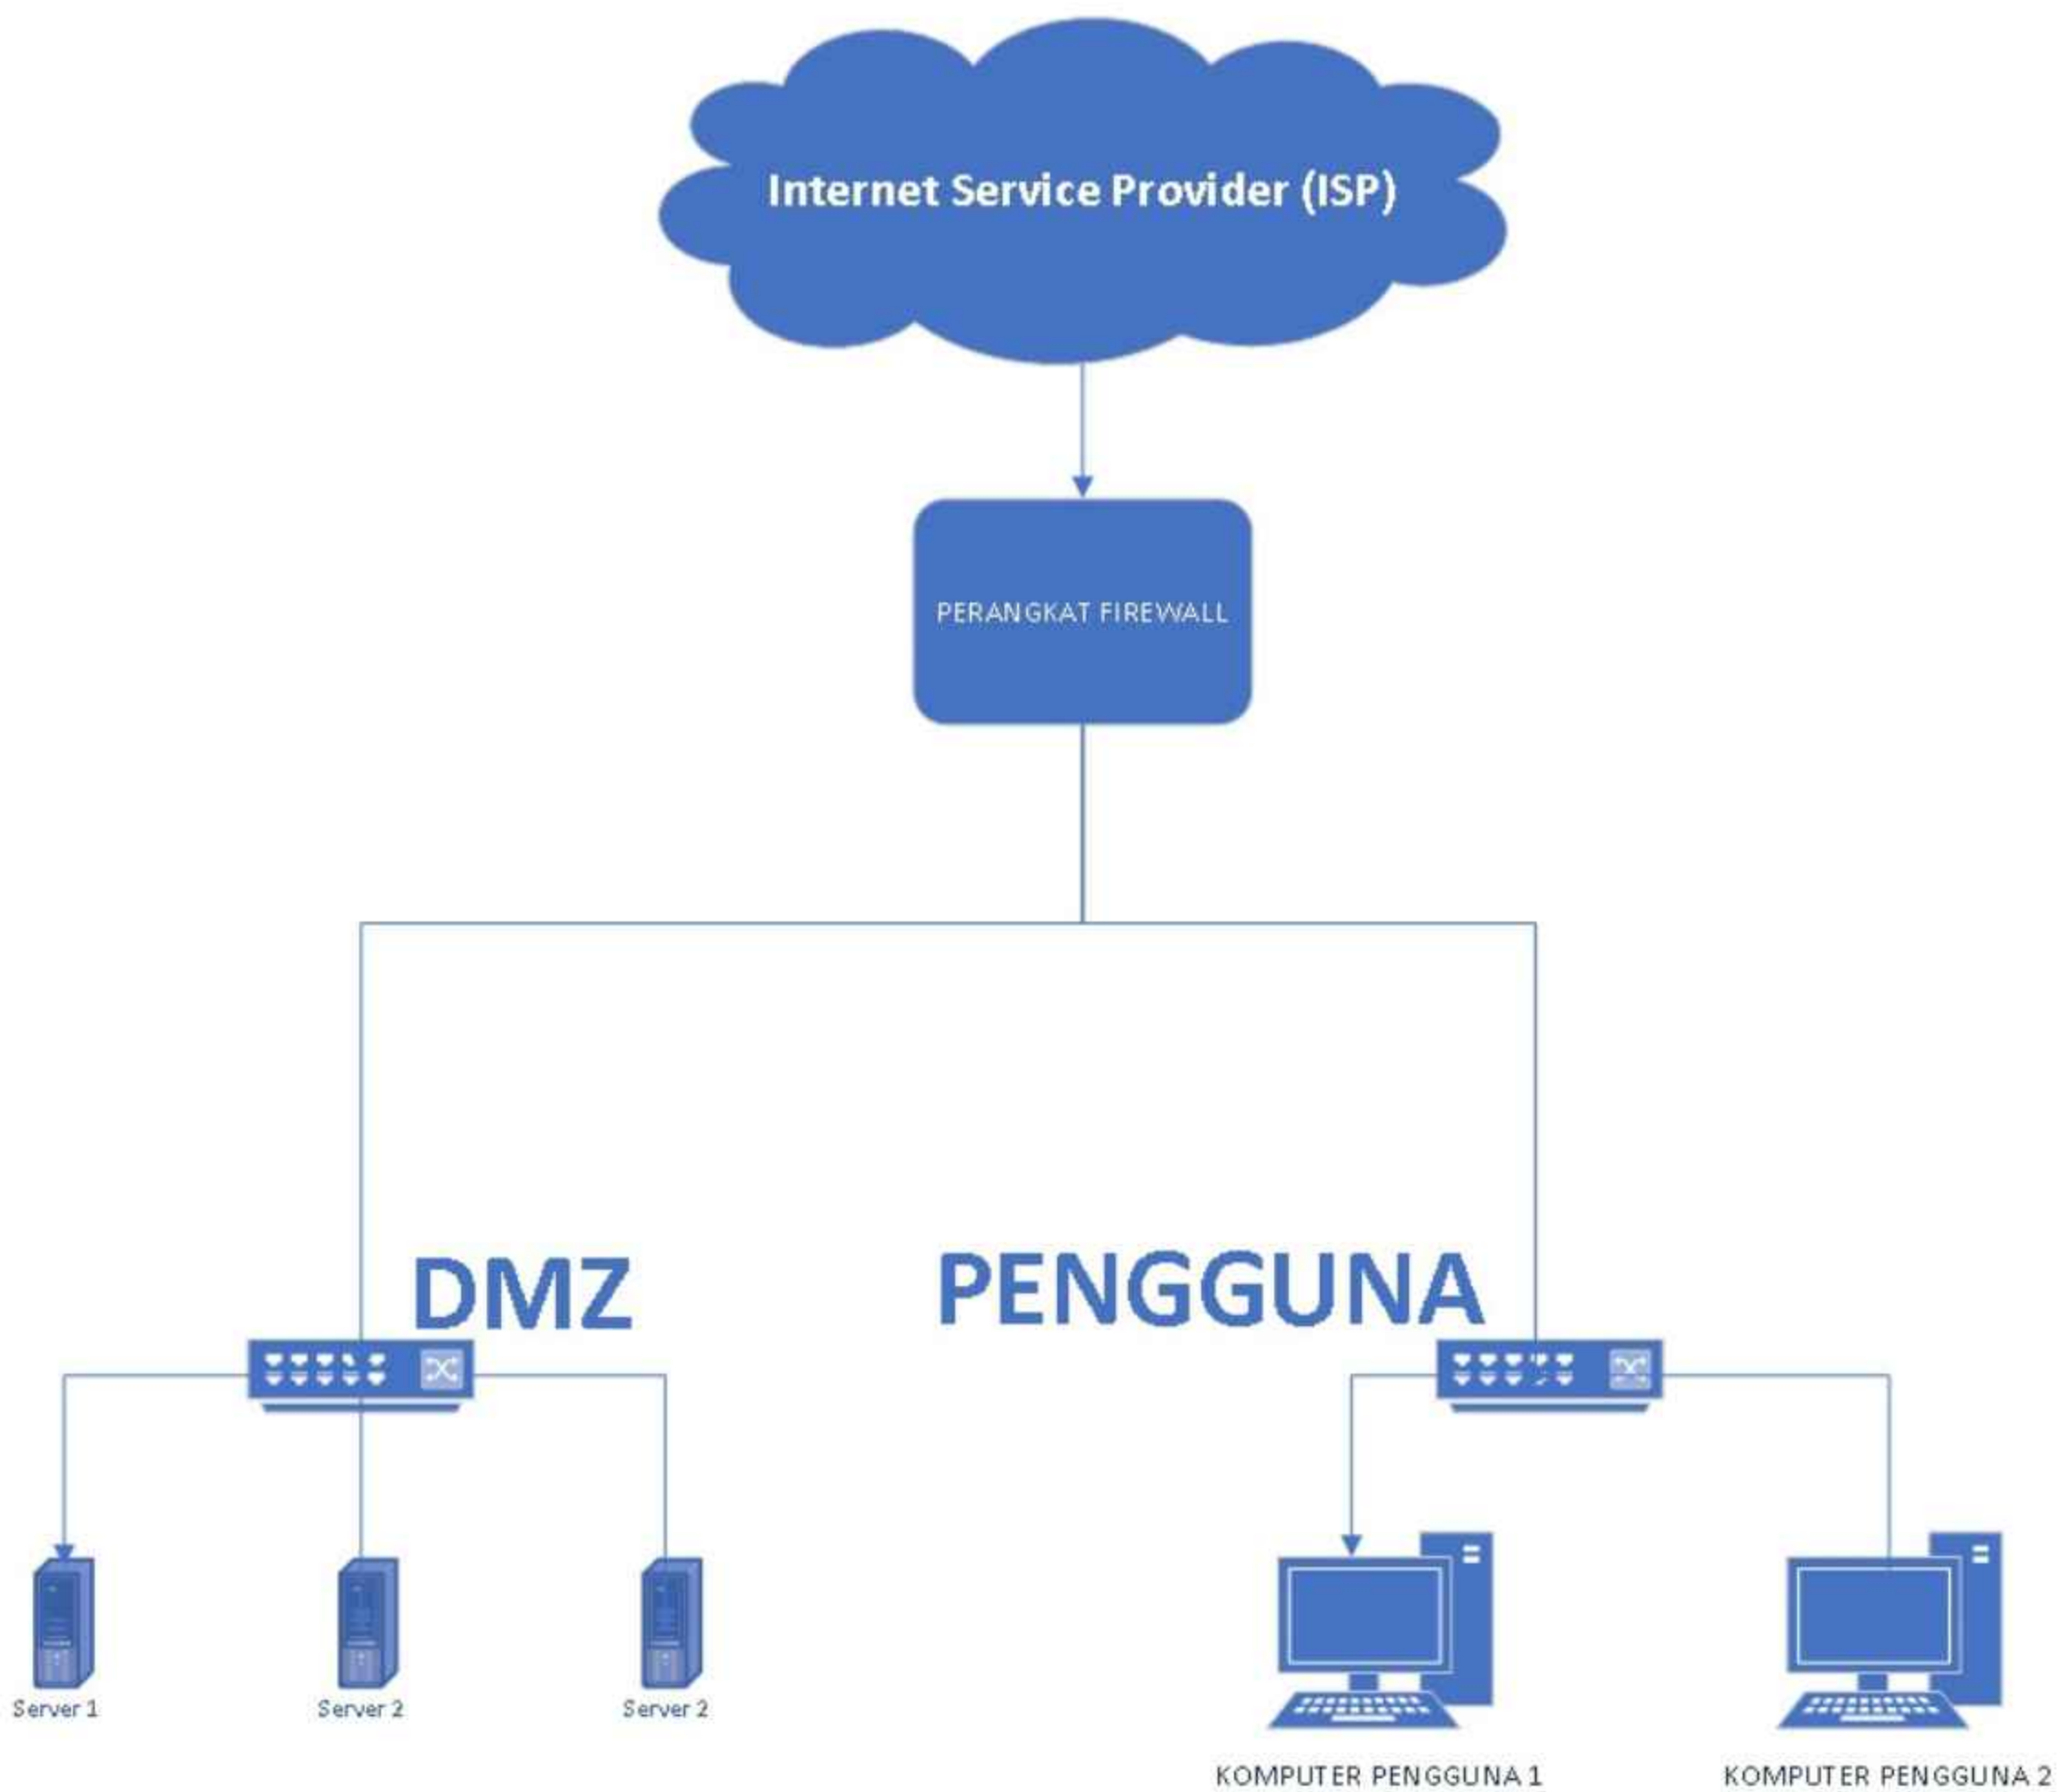 Internet Service Provider (ISP)
PERANGKAT FIREWALL
DMZ
PENGGUNA
Server 1
Server 2
Server 2
KOMPUTER PENGGUNA 1
KOMPUTER PENGGUNA 2